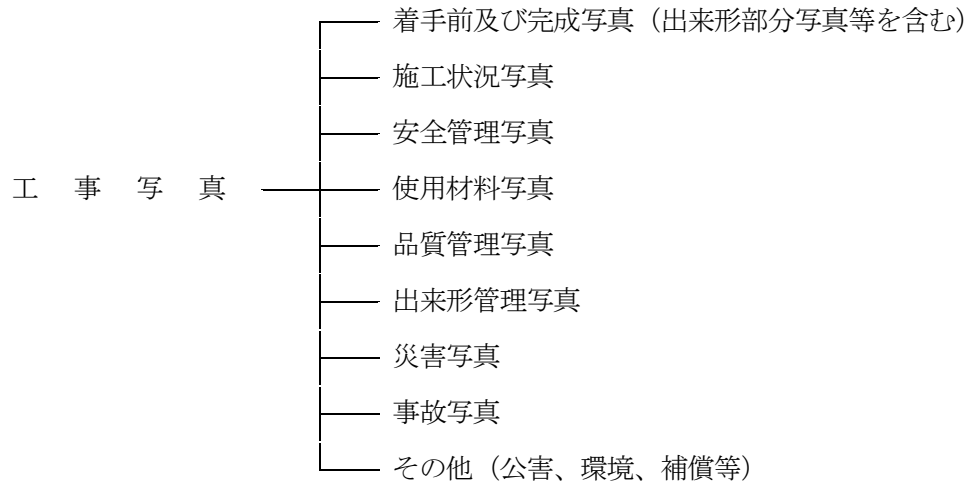 着手前及び完成写真（出来形部分写真等を含む）
施工状況写真
安全管理写真
工事写真
使用材料写真
品質管理写真
出来形管理写真
災害写真
事故写真
その他（公害、環境、補償等）